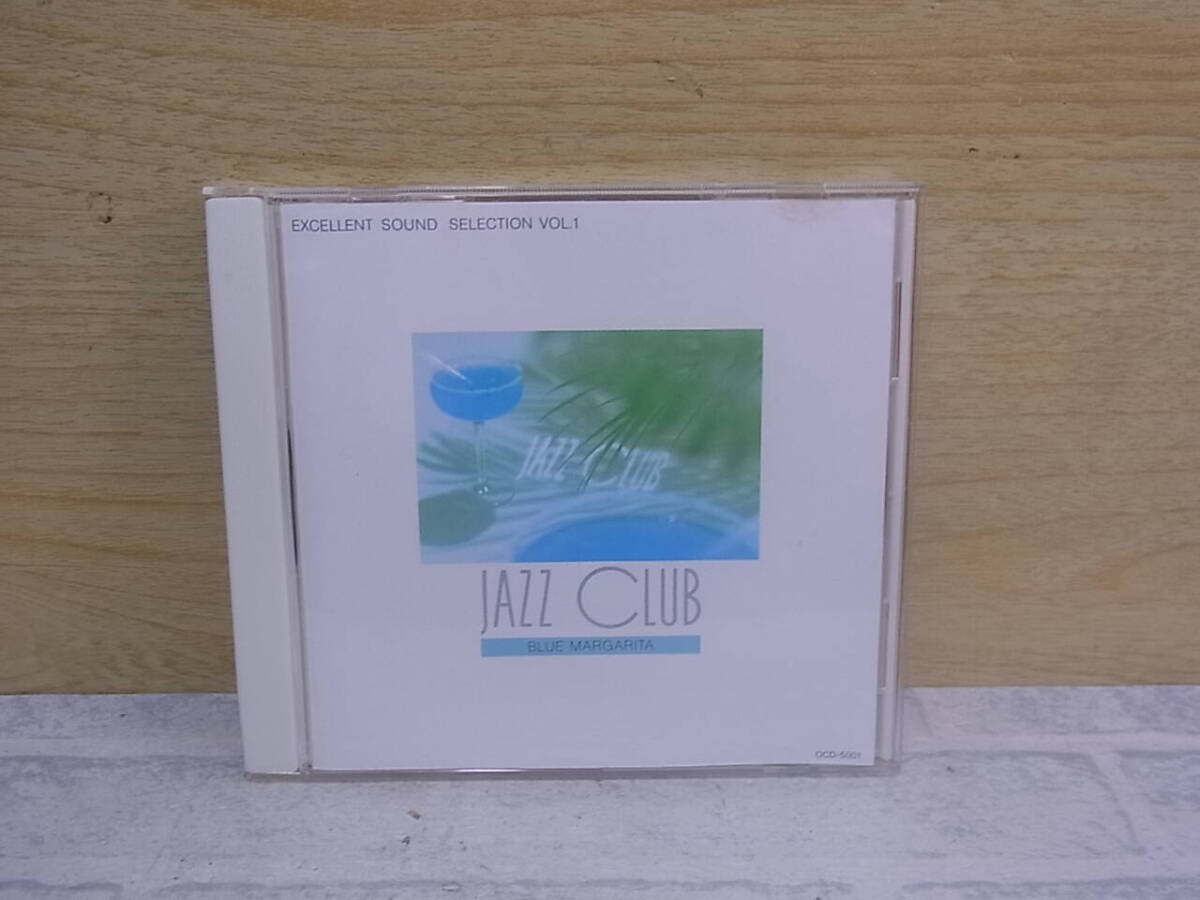 EXCELLENT SOUND SELECTION VOL.1
JAZZ CLUB
JAZZ CLUB
BLUE MARGARITA
OCD-5001